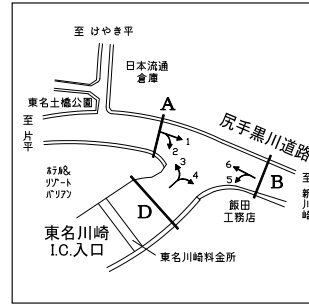 至 けやき平
日本流通
倉庫
東名土橋公園
A
尻手黒川道路
至
片
平
1
2
3
4
6
5
B
至
新
川
崎
ホテル&
リゾート
バリアン
D
飯田
工務店
東名川崎
I.C.入口
東名川崎料金所